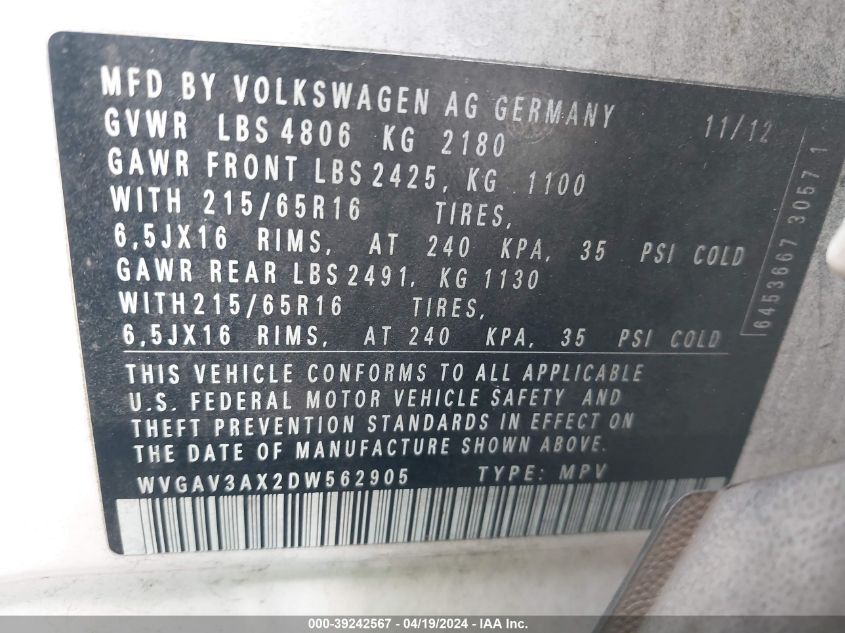 MFD BY VOLKSWAGEN AG GERMANY 11/12
GVWR LBS 4806 KG 2180
GAWR FRONT LBS 2425, KG 1100
WITH 215/65R16 TIRES,
6,5JX16 RIMS, AT 240 KPA, 35 PSI COLD
GAWR REAR LBS 2491, KG 1130
WITH 215/65R16 TIRES,
6,5JX16 RIMS, AT 240 KPA, 35 PSI COLD
THIS VEHICLE CONFORMS TO ALL APPLICABLE
U.S. FEDERAL MOTOR VEHICLE SAFETY AND
THEFT PREVENTION STANDARDS IN EFFECT ON
THE DATE OF MANUFACTURE SHOWN ABOVE.
WVGAV3AX2DW562905 TYPE: MPV
6453667 3057 1
000-39242567 / 04/19/2024 - IAA Inc.